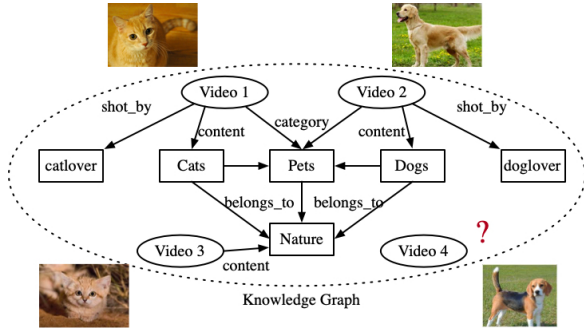 Video 1
Video 2
shot_by
shot_by
category
content
content
catlover
Cats
Pets
Dogs
doglover
belongs_to
belongs_to
Nature
Video 3
content
Video 4
?
Knowledge Graph